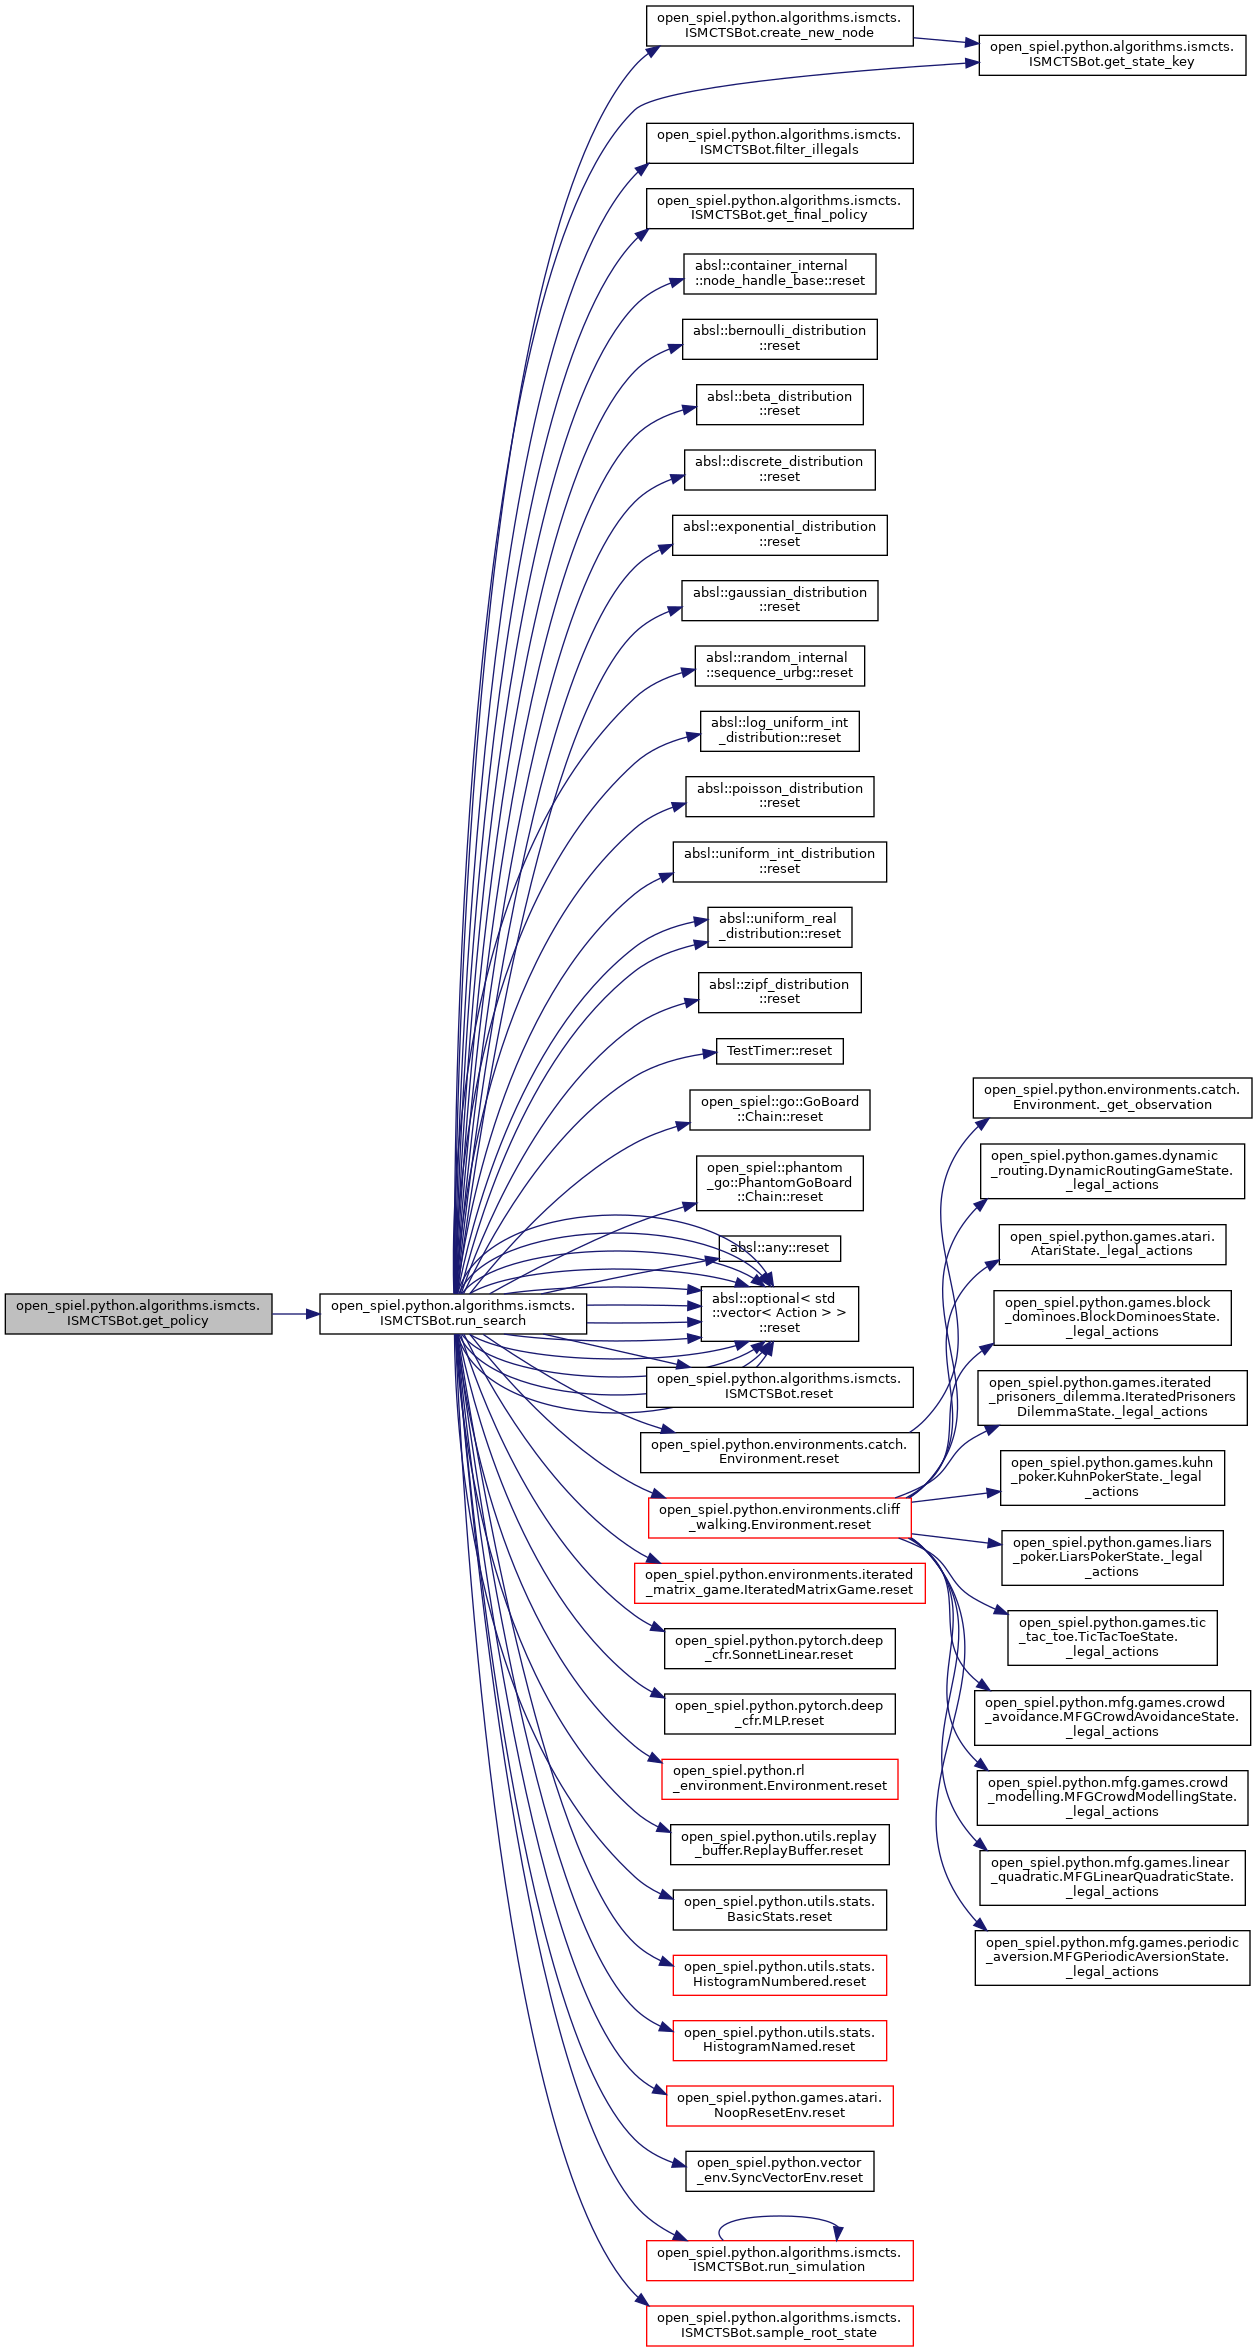 open_spiel.python.algorithms.ismcts.
ISMCTSBot.get_policy
open_spiel.python.algorithms.ismcts.
ISMCTSBot.run_search
open_spiel.python.algorithms.ismcts.
ISMCTSBot.create_new_node
open_spiel.python.algorithms.ismcts.
ISMCTSBot.get_state_key
open_spiel.python.algorithms.ismcts.
ISMCTSBot.filter_illegals
open_spiel.python.algorithms.ismcts.
ISMCTSBot.get_final_policy
absl::container_internal
::node_handle_base::reset
absl::bernoulli_distribution
::reset
absl::beta_distribution
::reset
absl::discrete_distribution
::reset
absl::exponential_distribution
::reset
absl::gaussian_distribution
::reset
absl::random_internal
::sequence_urbg::reset
absl::log_uniform_int
_distribution::reset
absl::poisson_distribution
::reset
absl::uniform_int_distribution
::reset
absl::uniform_real
_distribution::reset
absl::zipf_distribution
::reset
TestTimer::reset
open_spiel::go::GoBoard
::Chain::reset
open_spiel::phantom
_go::PhantomGoBoard
::Chain::reset
absl::any::reset
absl::optional< std
::vector< Action > >
::reset
open_spiel.python.algorithms.ismcts.
ISMCTSBot.reset
open_spiel.python.environments.catch.
Environment.reset
open_spiel.python.environments.cliff
_walking.Environment.reset
open_spiel.python.environments.iterated
_matrix_game.IteratedMatrixGame.reset
open_spiel.python.pytorch.deep
_cfr.SonnetLinear.reset
open_spiel.python.pytorch.deep
_cfr.MLP.reset
open_spiel.python.rl
_environment.Environment.reset
open_spiel.python.utils.replay
_buffer.ReplayBuffer.reset
open_spiel.python.utils.stats.
BasicStats.reset
open_spiel.python.utils.stats.
HistogramNumbered.reset
open_spiel.python.utils.stats.
HistogramNamed.reset
open_spiel.python.games.atari.
NoopResetEnv.reset
open_spiel.python.vector
_env.SyncVectorEnv.reset
open_spiel.python.algorithms.ismcts.
ISMCTSBot.run_simulation
open_spiel.python.algorithms.ismcts.
ISMCTSBot.sample_root_state
open_spiel.python.environments.catch.
Environment._get_observation
open_spiel.python.games.dynamic
_routing.DynamicRoutingGameState.
_legal_actions
open_spiel.python.games.atari.
AtariState._legal_actions
open_spiel.python.games.block
_dominoes.BlockDominoesState.
_legal_actions
open_spiel.python.games.iterated
_prisoners_dilemma.IteratedPrisoners
DilemmaState._legal_actions
open_spiel.python.games.kuhn
_poker.KuhnPokerState._legal
_actions
open_spiel.python.games.liars
_poker.LiarsPokerState._legal
_actions
open_spiel.python.games.tic
_tac_toe.TicTacToeState.
_legal_actions
open_spiel.python.mfg.games.crowd
_avoidance.MFGCrowdAvoidanceState.
_legal_actions
open_spiel.python.mfg.games.crowd
_modelling.MFGCrowdModellingState.
_legal_actions
open_spiel.python.mfg.games.linear
_quadratic.MFGLinearQuadraticState.
_legal_actions
open_spiel.python.mfg.games.periodic
_aversion.MFGPeriodicAversionState.
_legal_actions